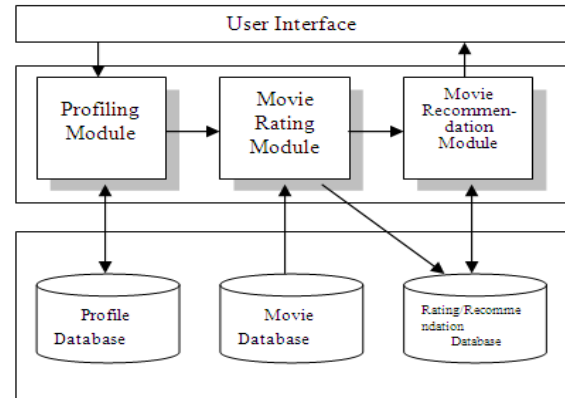 User Interface
Profiling
Module
Movie
Rating
Module
Movie
Recommen-
dation
Module
Profile
Database
Movie
Database
Rating/Recomme
ndation
Database